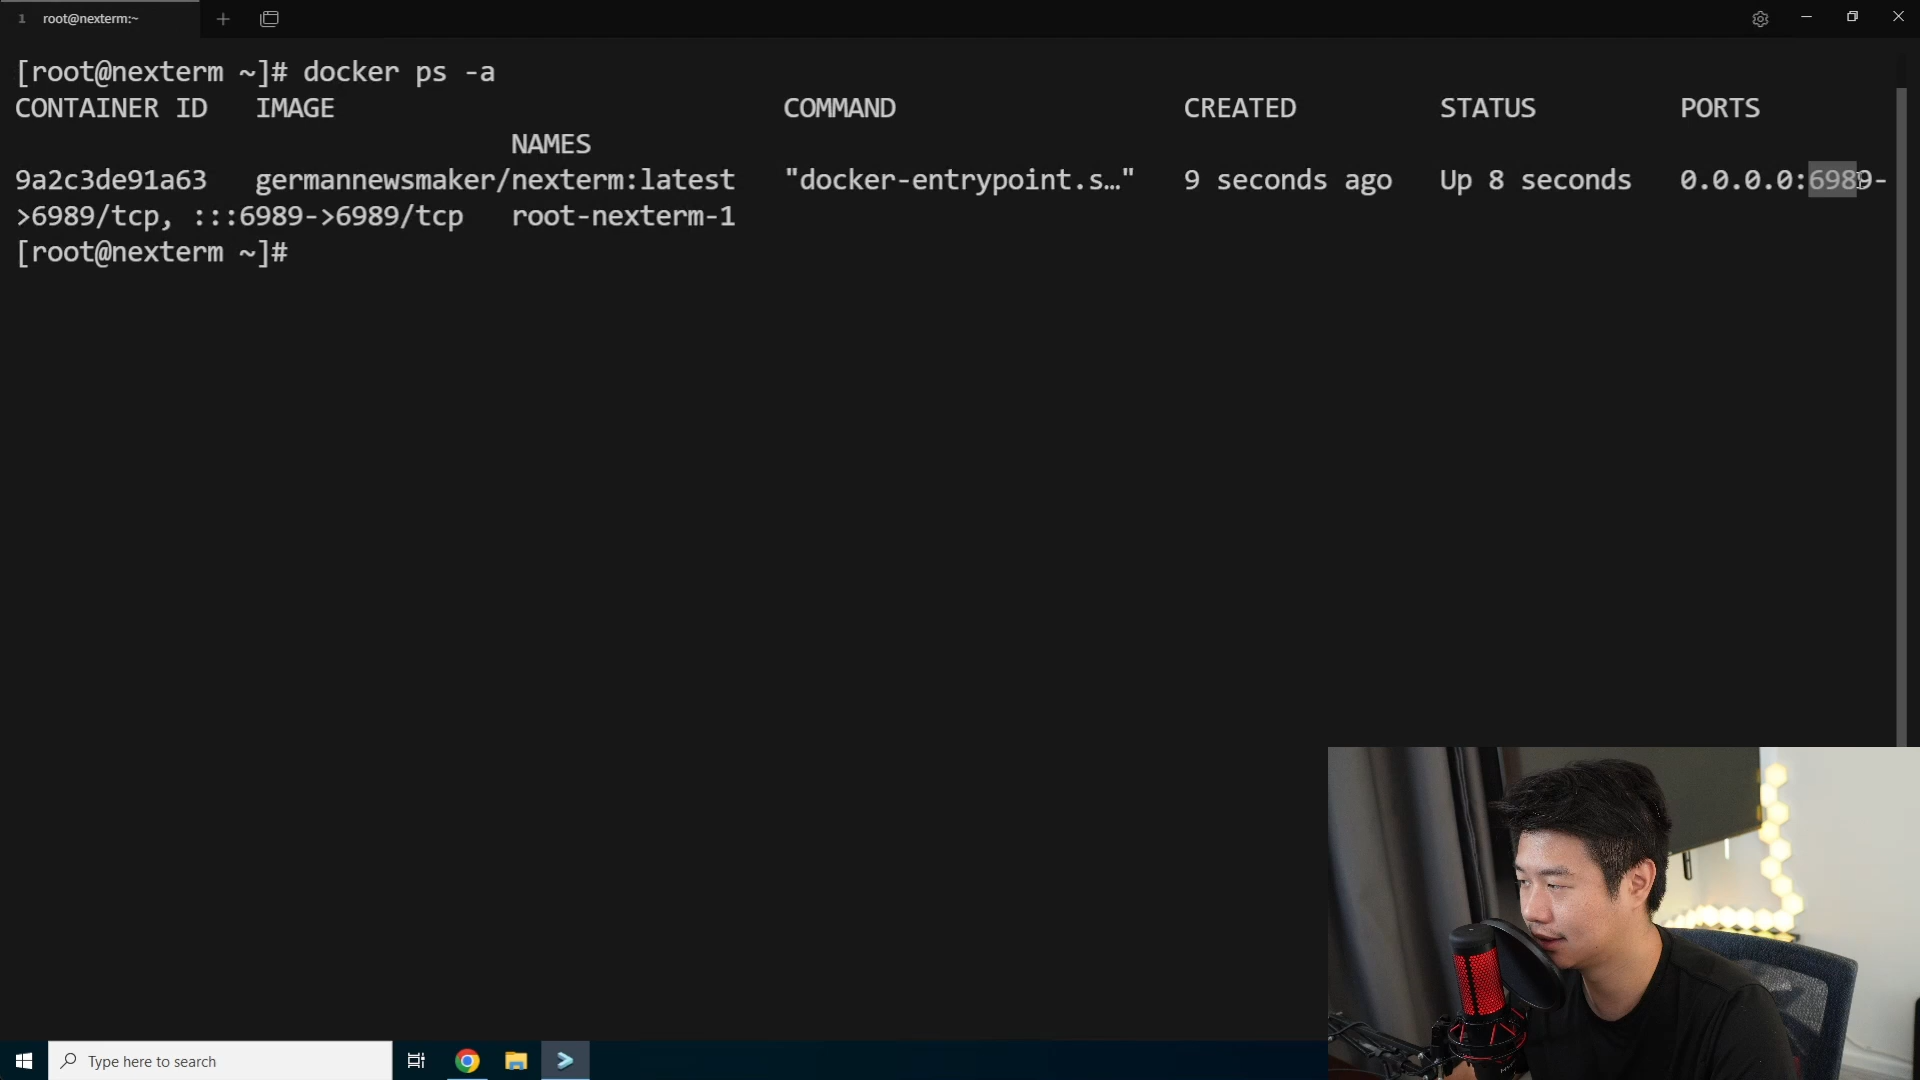 1 root@nexterm:~
[root@nexterm ~]# docker ps -a
CONTAINER ID IMAGE COMMAND CREATED STATUS PORTS
NAMES
9a2c3de91a63 germannewsmaker/nexterm:latest "docker-entrypoint.s…" 9 seconds ago Up 8 seconds 0.0.0.0:6989-
>6989/tcp, :::6989->6989/tcp root-nexterm-1
[root@nexterm ~]#
Type here to search